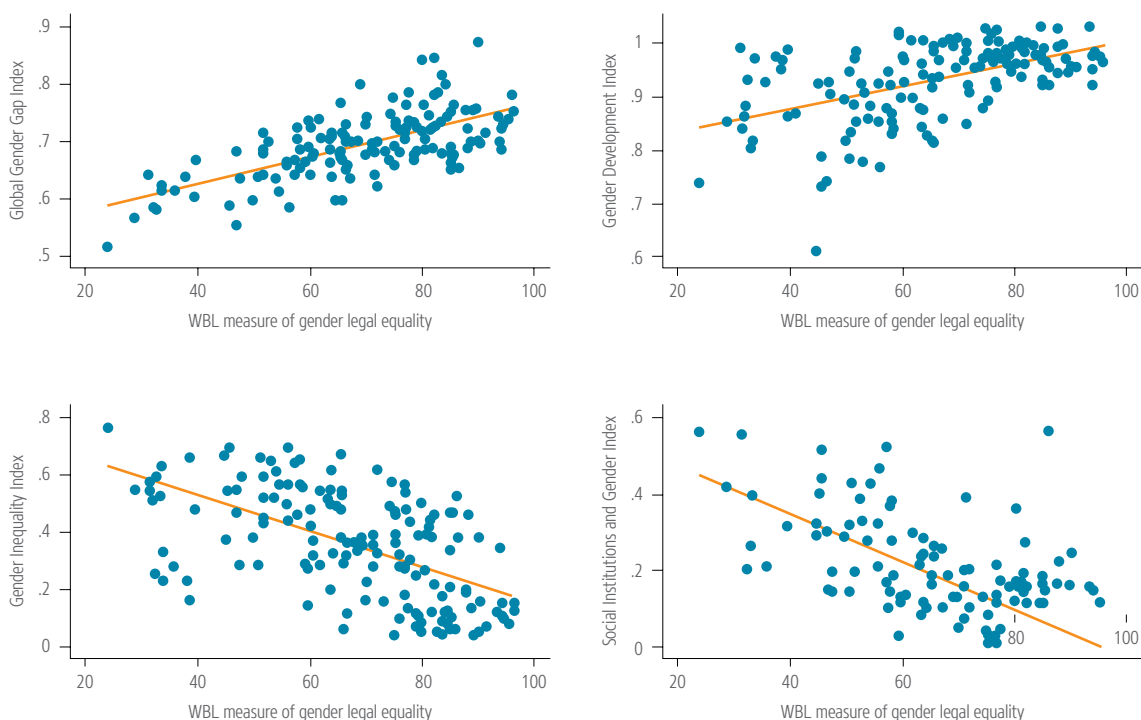 Global Gender Gap Index
.9
.8
.7
.6
.5
20 40 60 80 100
WBL measure of gender legal equality
Gender Development Index
1
.9
.8
.7
.6
20 40 60 80 100
WBL measure of gender legal equality
Gender Inequality Index
.8
.6
.4
.2
0
20 40 60 80 100
WBL measure of gender legal equality
Social Institutions and Gender Index
.6
.4
.2
0
80 100
20 40 60 80 100
WBL measure of gender legal equality